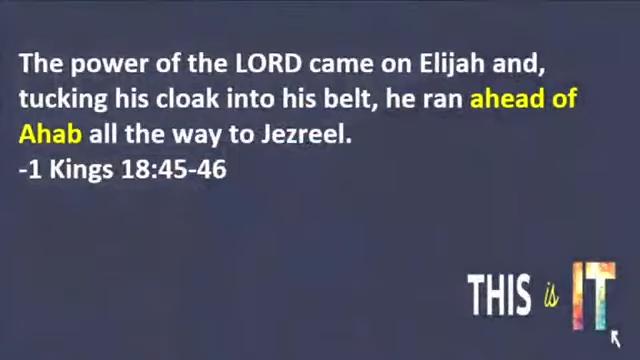 The power of the LORD came on Elijah and,
tucking his cloak into his belt, he ran ahead of
Ahab all the way to Jezreel.
-1 Kings 18:45-46
THIS is IT